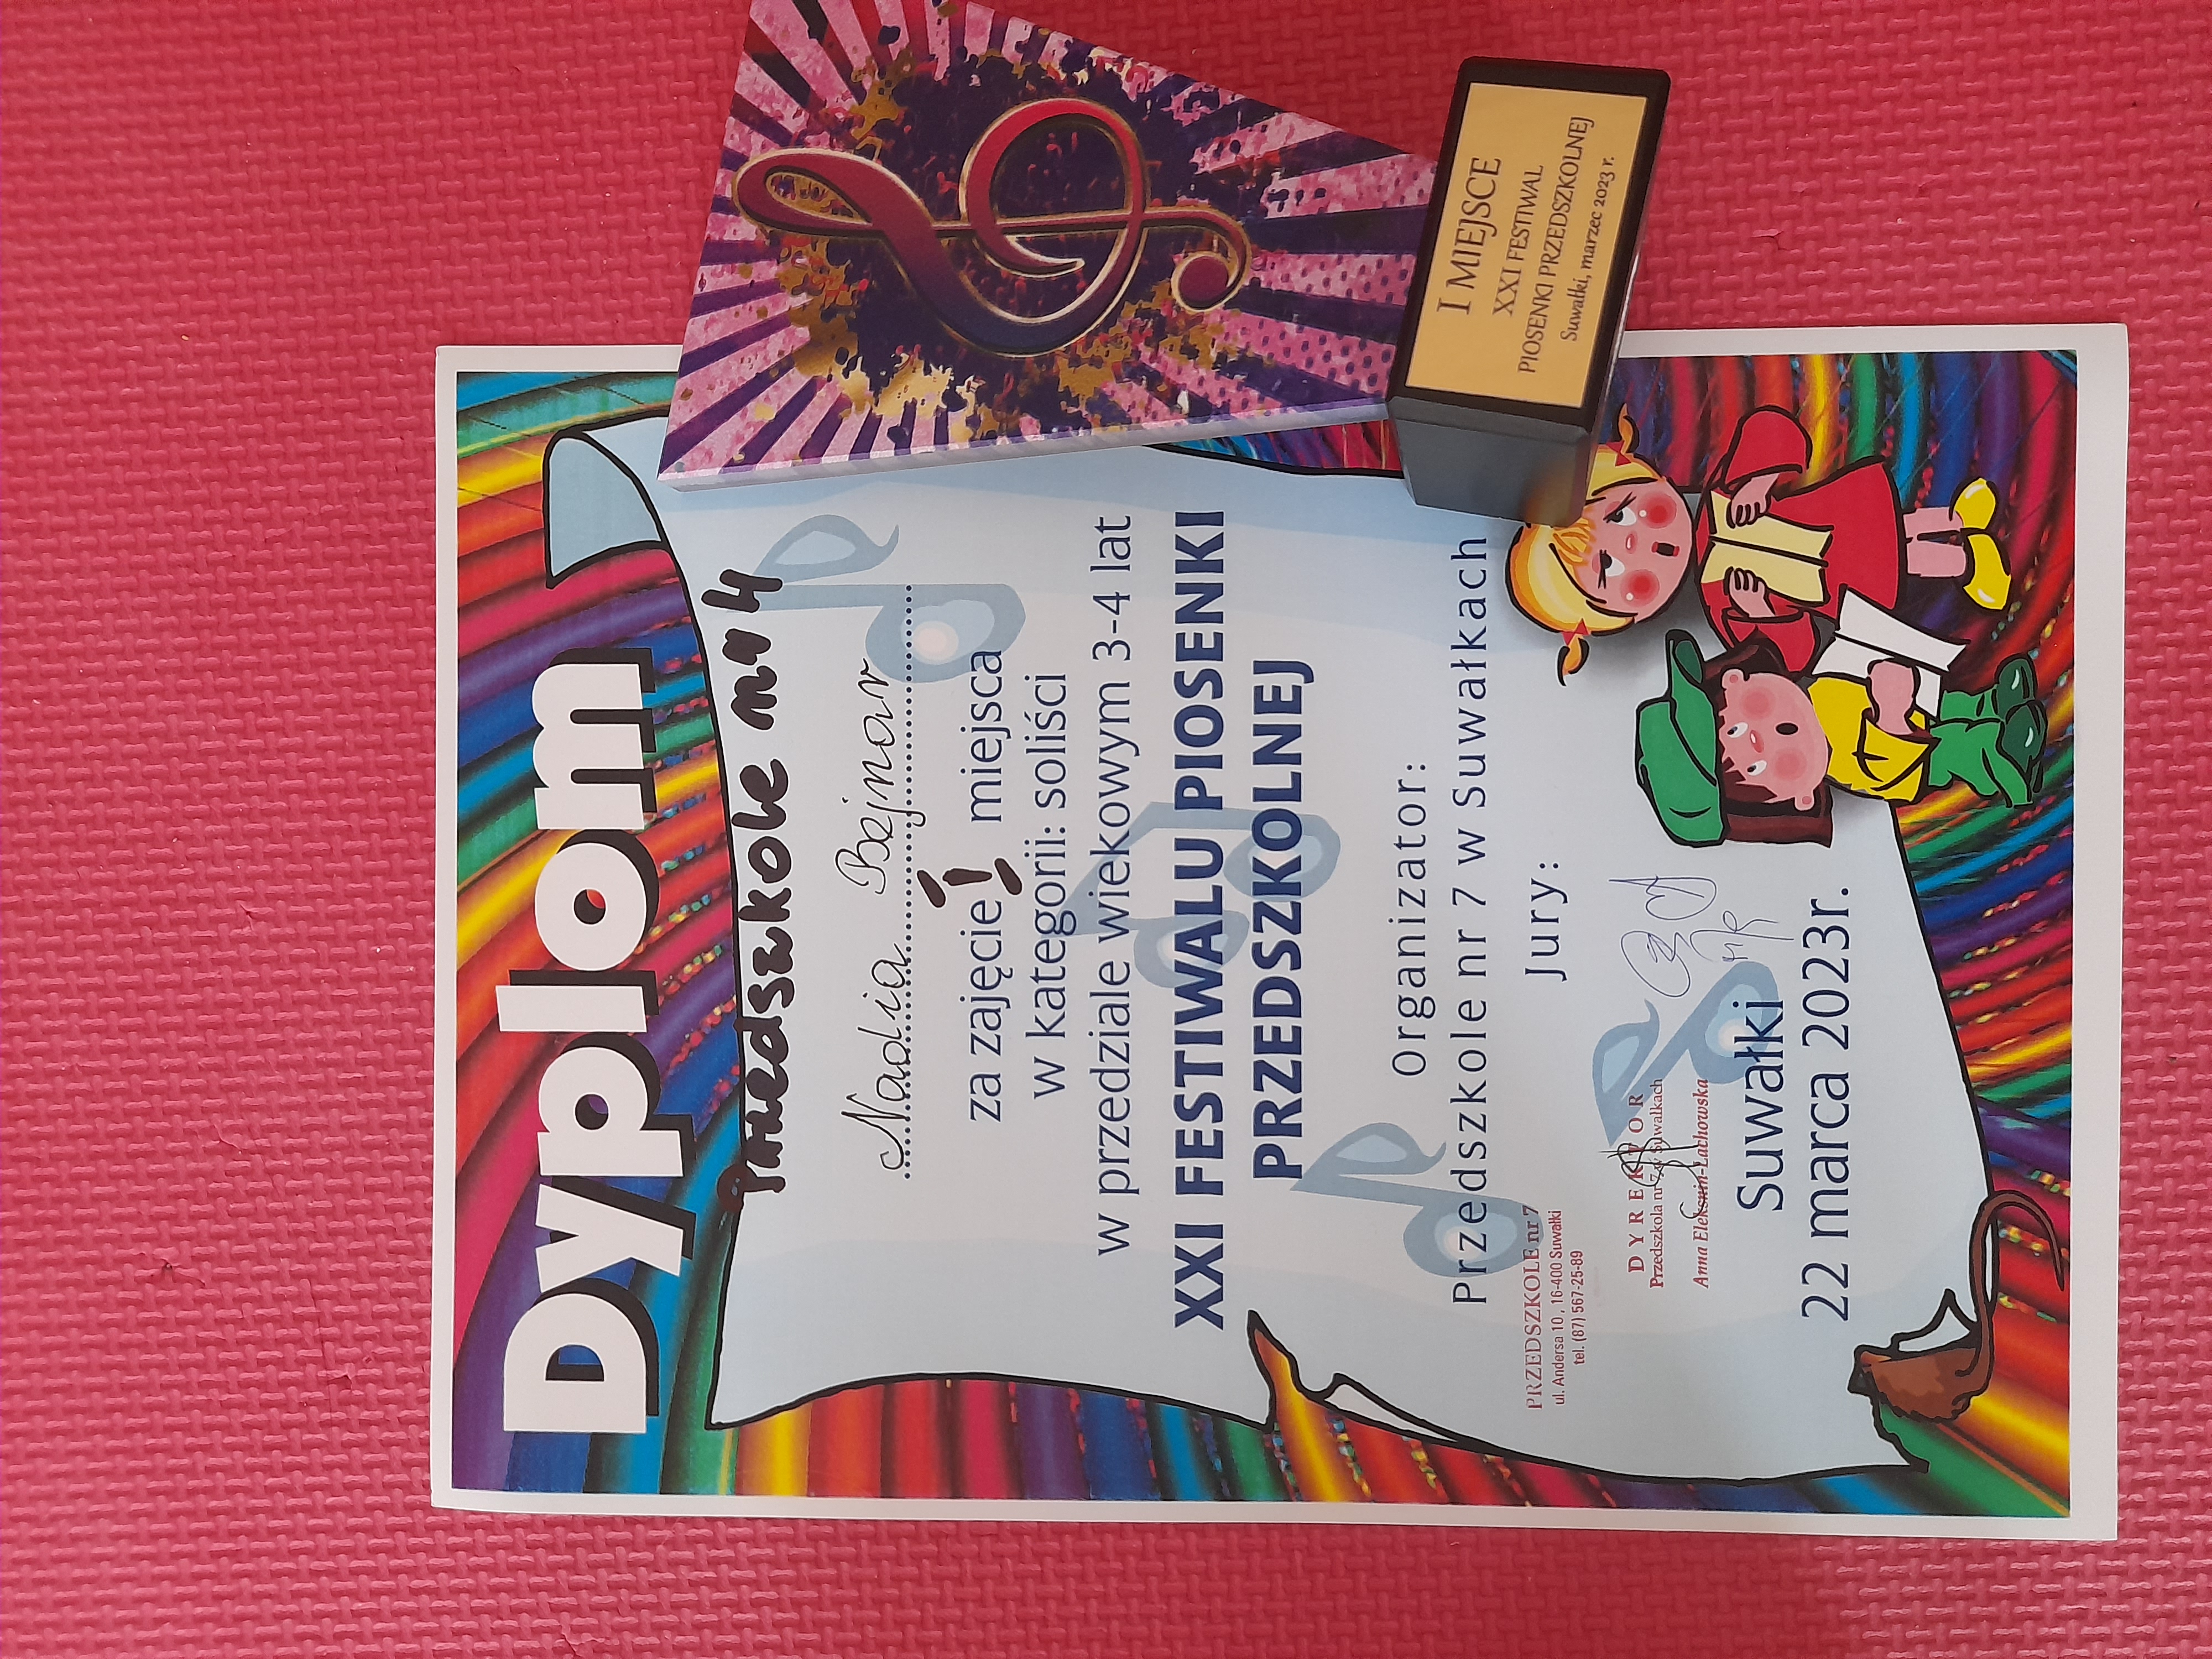 Dyplom
Przedszkole nr 4
Nadia Bejnar
za zajęcie I miejsca
w kategorii: soliści
w przedziale wiekowym 3-4 lat
XXI FESTIWALU PIOSENKI
PRZEDSZKOLNEJ
Organizator:
Przedszkole nr 7 w Suwałkach
Jury:
PRZEDSZKOLE nr 7
ul. Andersa 10, 16-400 Suwałki
tel. (87) 567-25-89
DYREKTOR
Przedszkola nr 7 w Suwałkach
Anna Eleksnin-Lachowska
Suwałki
22 marca 2023r.
I MIEJSCE
XXI FESTIWAL
PIOSENKI PRZEDSZKOLNEJ
Suwałki, marzec 2023 r.